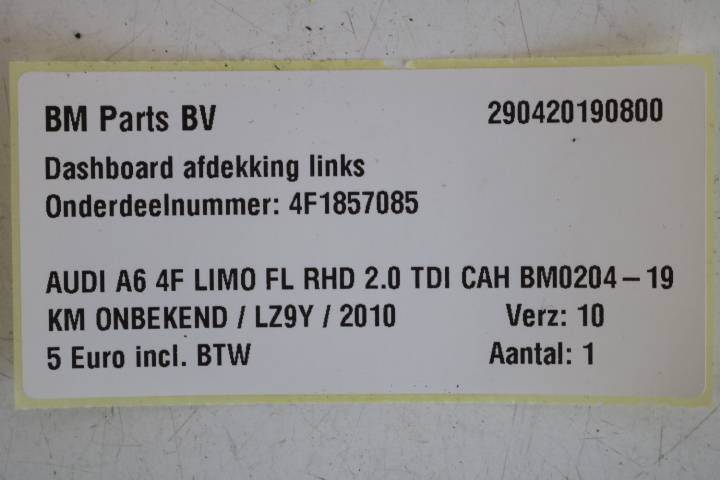 BM Parts BV 290420190800
Dashboard afdekking links
Onderdeelnummer: 4F1857085
AUDI A6 4F LIMO FL RHD 2.0 TDI CAH BM0204-19
KM ONBEKEND / LZ9Y / 2010 Verz: 10
5 Euro incl. BTW Aantal: 1